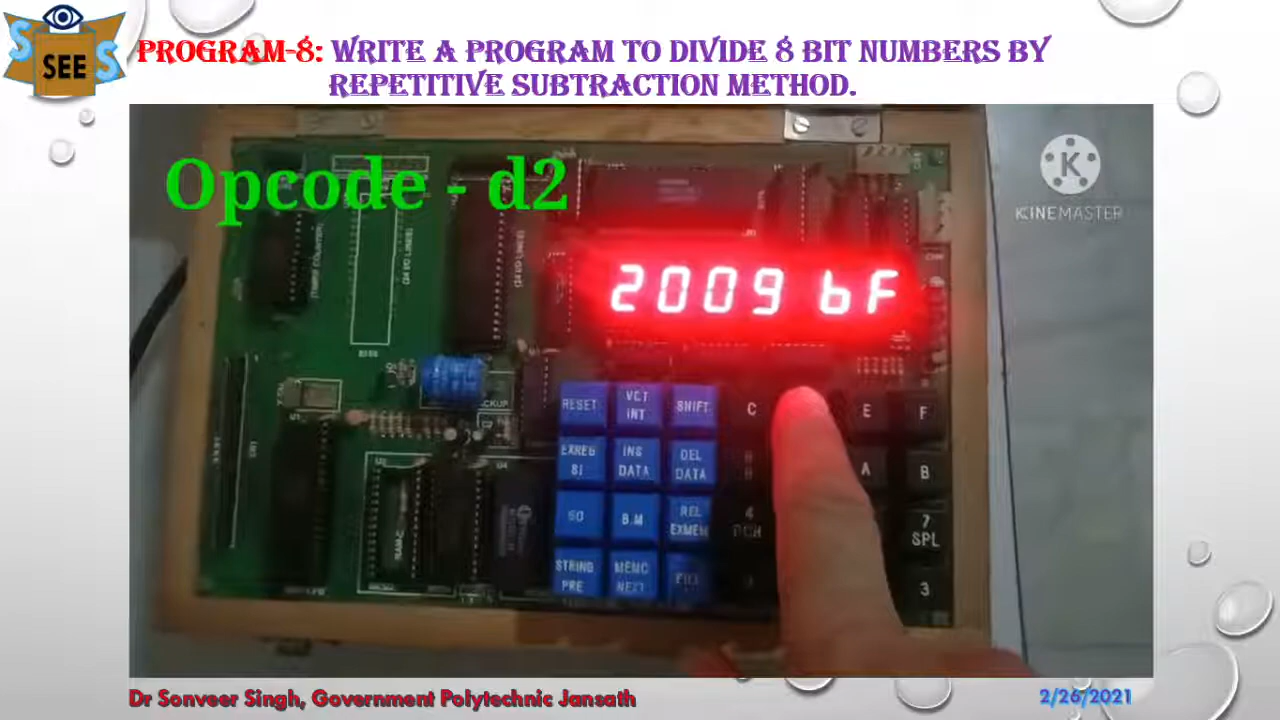 S S
SEE
PROGRAM-8: WRITE A PROGRAM TO DIVIDE 8 BIT NUMBERS BY
REPETITIVE SUBTRACTION METHOD.
Opcode - d2
K
KINEMASTER
2009 bF
RESET
VCT
INT
SHIFT
C
E
F
EXREG
SI
INS
DATA
DEL
DATA
A
B
GO
B.M
REL
EXMEM
4
7
SPL
STRING
PRE
MEMC
NEXT
FILL
3
Dr Sonveer Singh, Government Polytechnic Jansath
2/26/2021